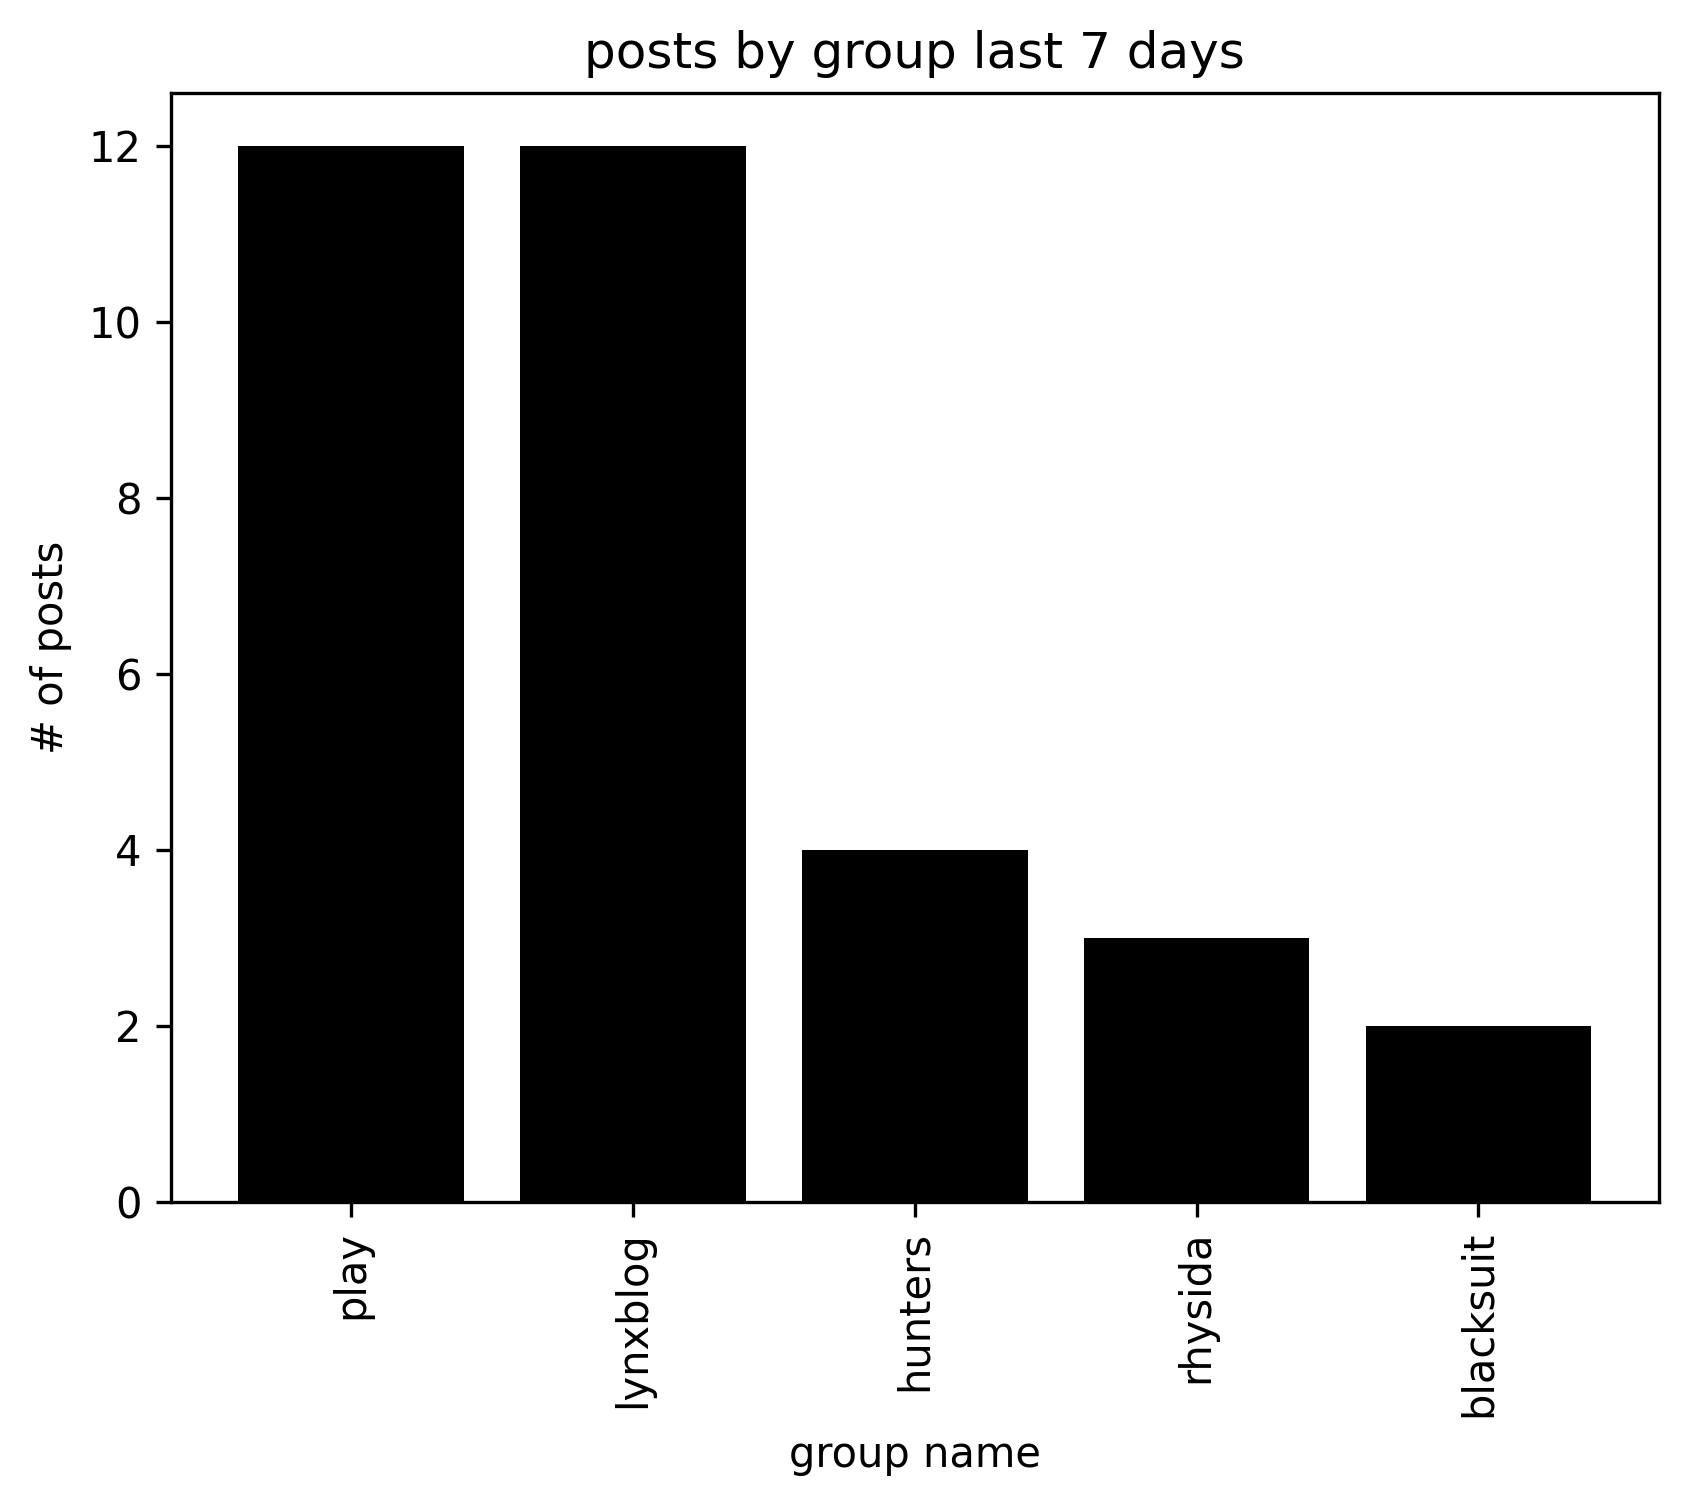 posts by group last 7 days
12
10
8
6
4
2
0
# of posts
play
lynxblog
hunters
rhysida
blacksuit
group name